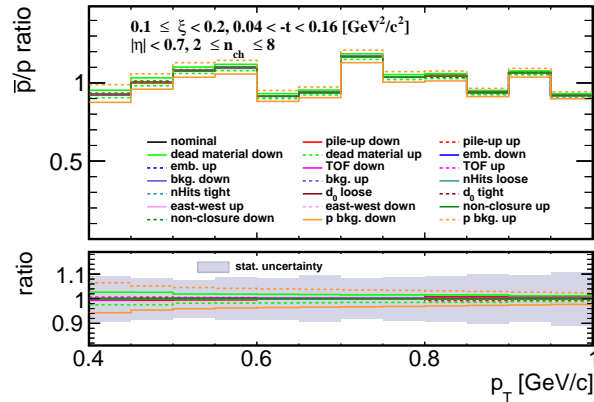 0.1 ≤ ξ < 0.2, 0.04 < -t < 0.16 [GeV²/c²]
|η| < 0.7, 2 ≤ n_ch ≤ 8
p̅/p ratio
1
0.5
nominal pile-up down pile-up up
dead material down dead material up emb. down
emb. up TOF down TOF up
bkg. down bkg. up nHits loose
nHits tight d₀ loose d₀ tight
east-west up east-west down non-closure up
non-closure down p bkg. down p bkg. up
ratio
stat. uncertainty
1.1
1
0.9
0.4 0.6 0.8 1
p_T [GeV/c]